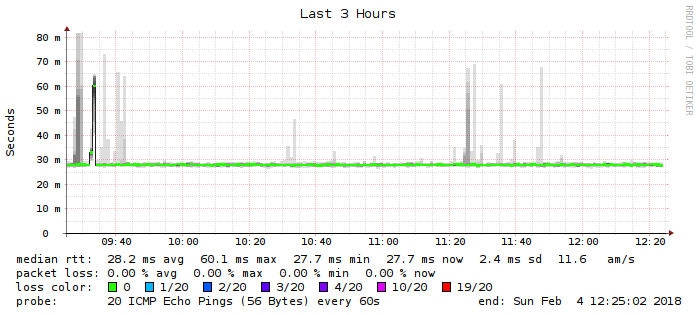 Last 3 Hours
RRDTOOL / TOBI OETIKER
Seconds
80 m
70 m
60 m
50 m
40 m
30 m
20 m
10 m
0
09:40 10:00 10:20 10:40 11:00 11:20 11:40 12:00 12:20
median rtt: 28.2 ms avg 60.1 ms max 27.7 ms min 27.7 ms now 2.4 ms sd 11.6 am/s
packet loss: 0.00 % avg 0.00 % max 0.00 % min 0.00 % now
loss color: 0 1/20 2/20 3/20 4/20 10/20 19/20
probe: 20 ICMP Echo Pings (56 Bytes) every 60s end: Sun Feb 4 12:25:02 2018